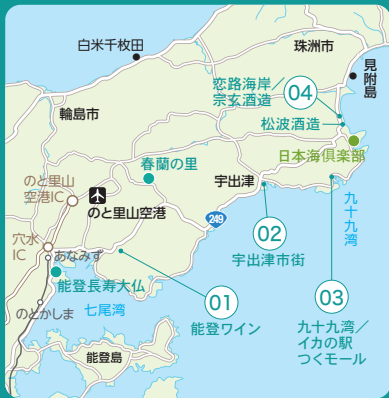 白米千枚田
珠洲市
見附島
恋路海岸／
宗玄酒造
04
松波酒造
輪島市
日本海倶楽部
春蘭の里
宇出津
のと里山
空港IC
のと里山空港
249
九十九湾
02
宇出津市街
穴水
IC
あなみず
能登長寿大仏
01
能登ワイン
03
九十九湾／
イカの駅
つくモール
のとかしま
七尾湾
能登島